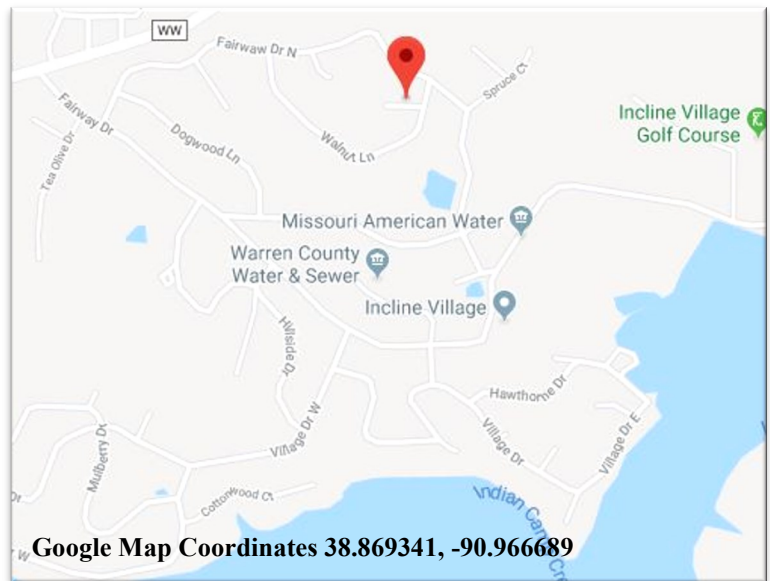 WW
Fairwaw Dr N
Spruce Ct
Fairway Dr
Incline Village
Golf Course
Dogwood Ln
Walnut Ln
Tea Olive Dr
Missouri American Water
Warren County
Water & Sewer
Incline Village
Hillside Dr
Hawthorne Dr
Village Dr W
Village Dr
Village Dr E
Mulberry Dr
Cottonwood Ct
Indian Camp Cre
Dr
W
Google Map Coordinates 38.869341, -90.966689